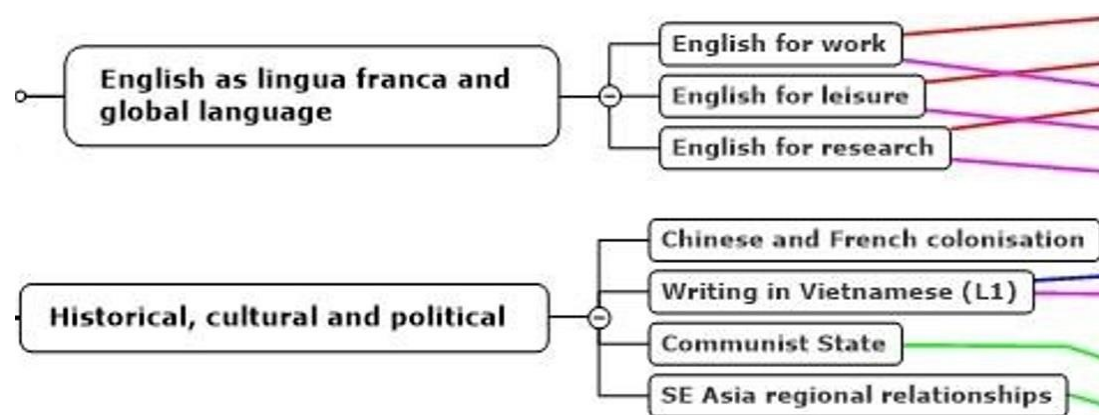 English as lingua franca and
global language
English for work
English for leisure
English for research
Historical, cultural and political
Chinese and French colonisation
Writing in Vietnamese (L1)
Communist State
SE Asia regional relationships